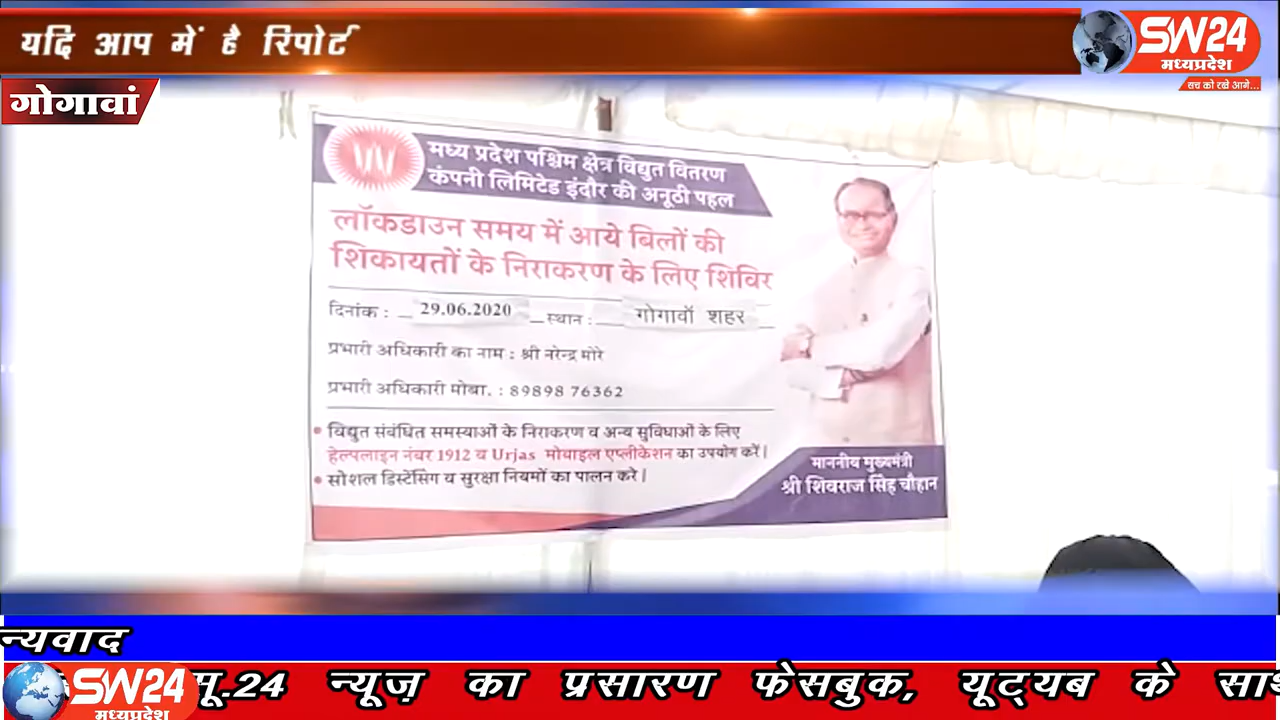 यदि आप में है रिपोर्ट
SW24
मध्यप्रदेश
सच को रखे आगे...
गोगावां
मध्य प्रदेश पश्चिम क्षेत्र विद्युत वितरण
कंपनी लिमिटेड इंदौर की अनूठी पहल
लॉकडाउन समय में आये बिलों की
शिकायतों के निराकरण के लिए शिविर
दिनांक : 29.06.2020 स्थान : गोगावॉ शहर
प्रभारी अधिकारी का नाम : श्री नरेन्द्र मोरे
प्रभारी अधिकारी मोबा. : 89898 76362
• विद्युत संबंधित समस्याओं के निराकरण व अन्य सुविधाओं के लिए
हेल्पलाइन नंबर 1912 व Urjas मोबाइल एप्लीकेशन का उपयोग करें।
• सोशल डिस्टेंसिंग व सुरक्षा नियमों का पालन करे।
माननीय मुख्यमंत्री
श्री शिवराज सिंह चौहान
न्यवाद
SW24
मध्यप्रदेश
मू.24 न्यूज़ का प्रसारण फेसबुक, यूट्यब के साथ